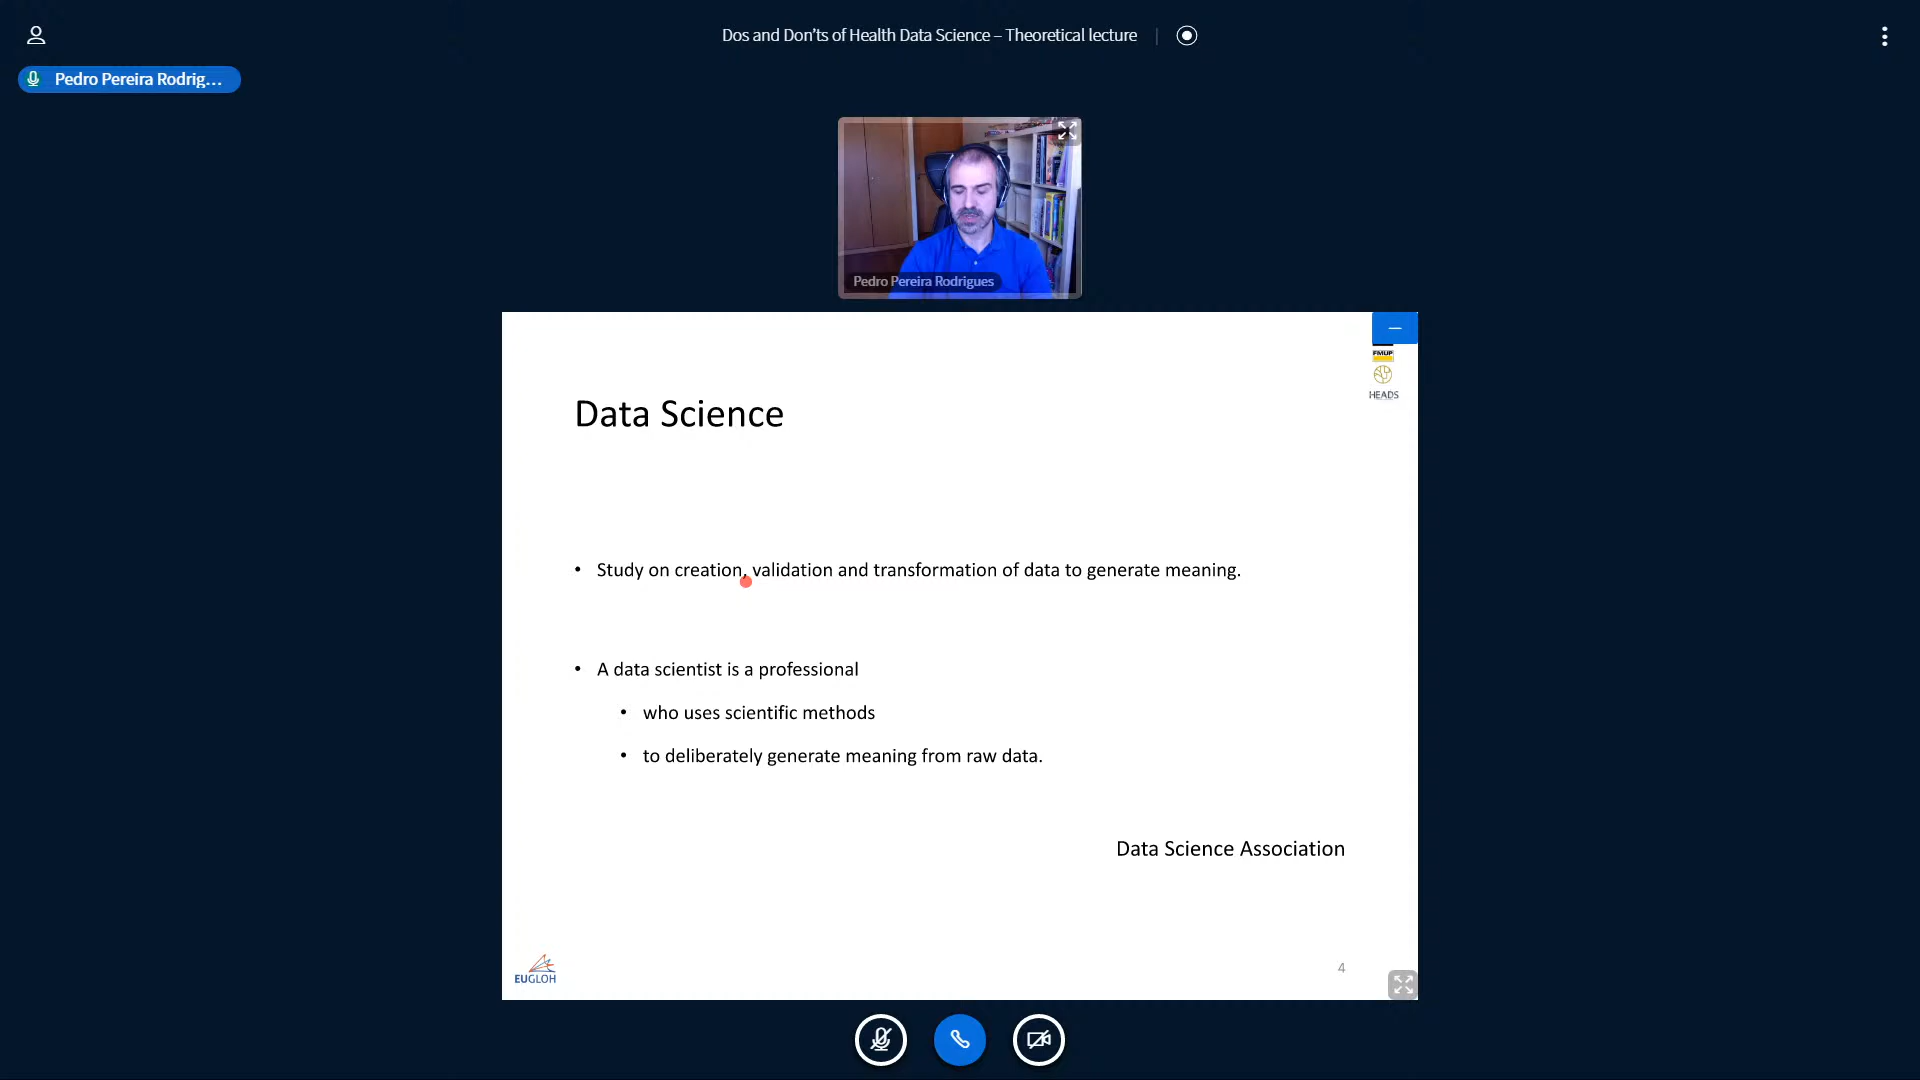 Dos and Don'ts of Health Data Science – Theoretical lecture
Pedro Pereira Rodrig...
Pedro Pereira Rodrigues
FMUP
HEADS
Data Science
• Study on creation, validation and transformation of data to generate meaning.
• A data scientist is a professional
• who uses scientific methods
• to deliberately generate meaning from raw data.
Data Science Association
EUGLOH
4